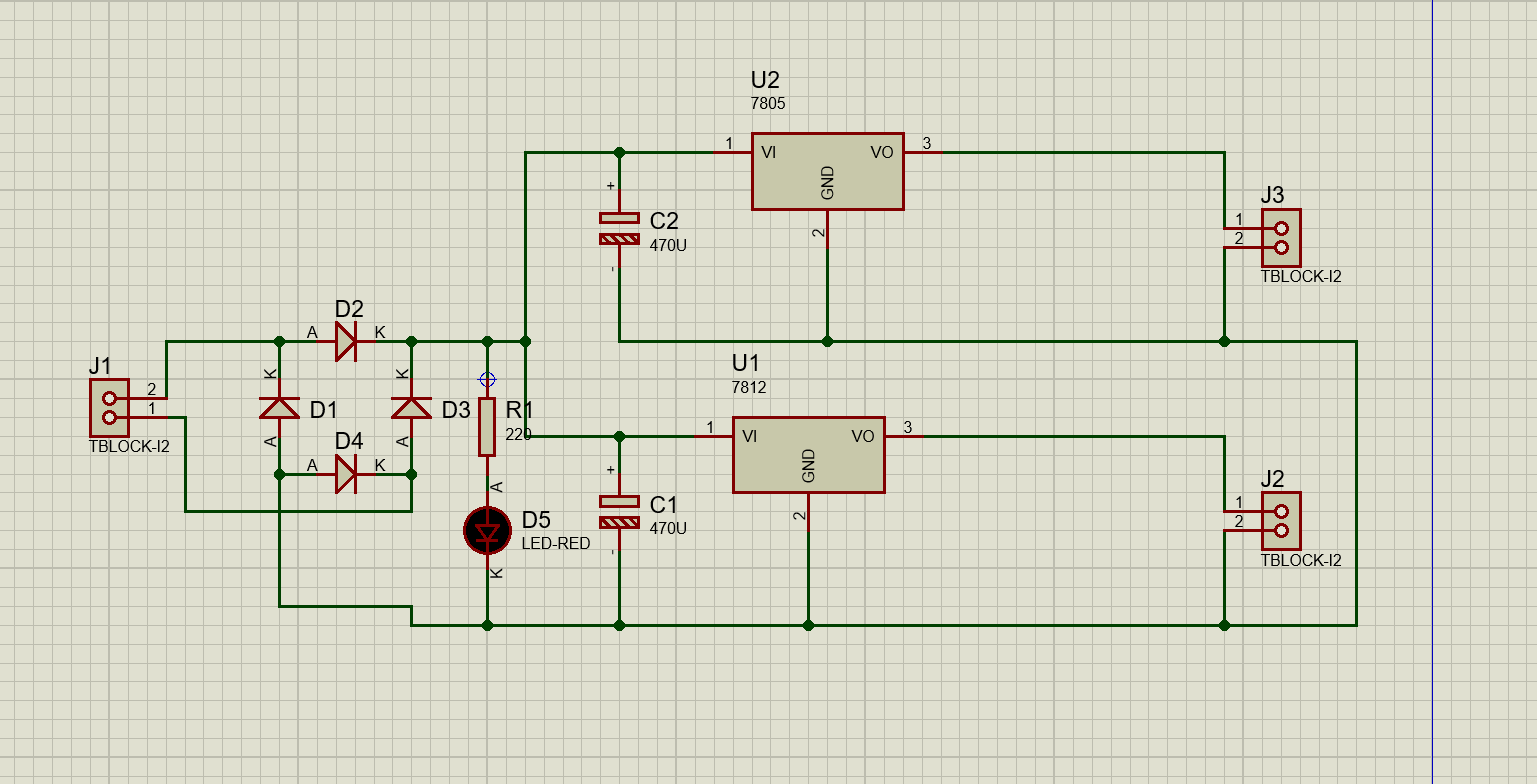 U2
7805
1
VI
VO
3
GND
2
+
C2
470U
-
J3
1
2
TBLOCK-I2
D2
A
K
J1
2
1
TBLOCK-I2
K
D1
A
K
D3
A
D4
A
K
R1
220
A
D5
LED-RED
K
U1
7812
1
VI
VO
3
GND
2
+
C1
470U
-
J2
1
2
TBLOCK-I2